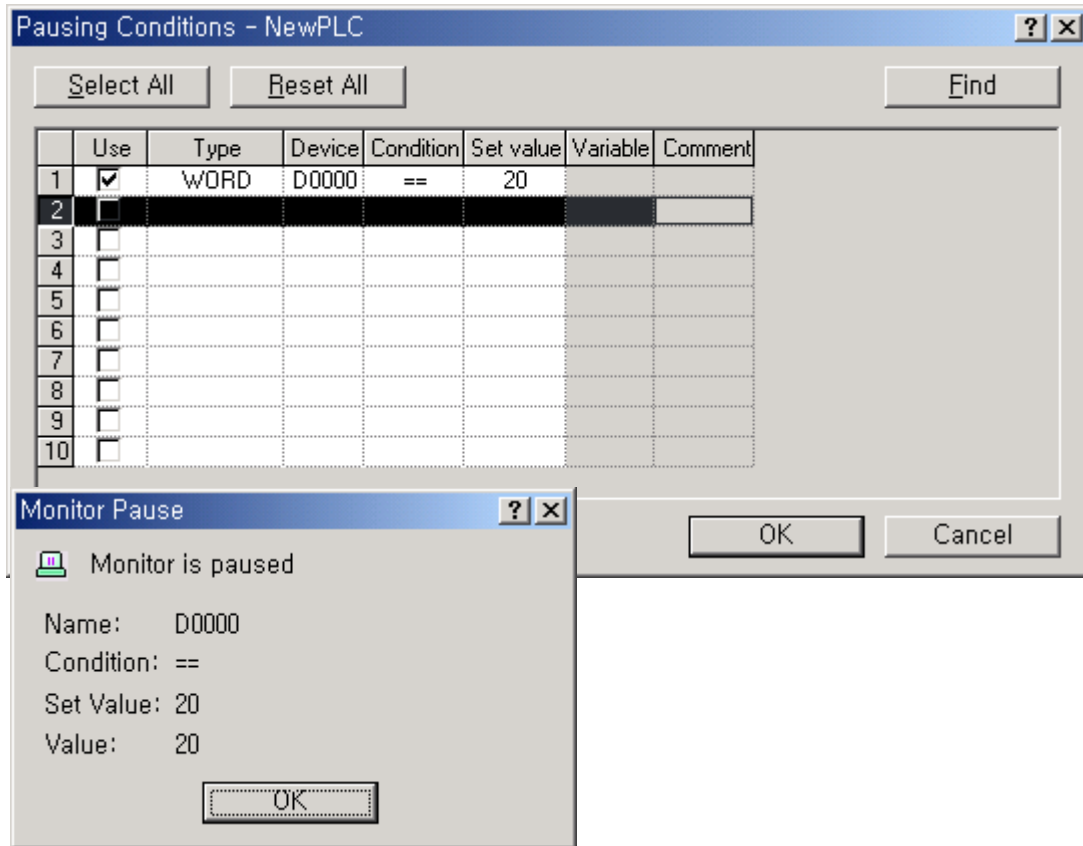 Pausing Conditions - NewPLC
Select All Reset All Find
Use Type Device Condition Set value Variable Comment
1 WORD D0000 == 20
2
3
4
5
6
7
8
9
10
OK Cancel
Monitor Pause
Monitor is paused
Name: D0000
Condition: ==
Set Value: 20
Value: 20
OK